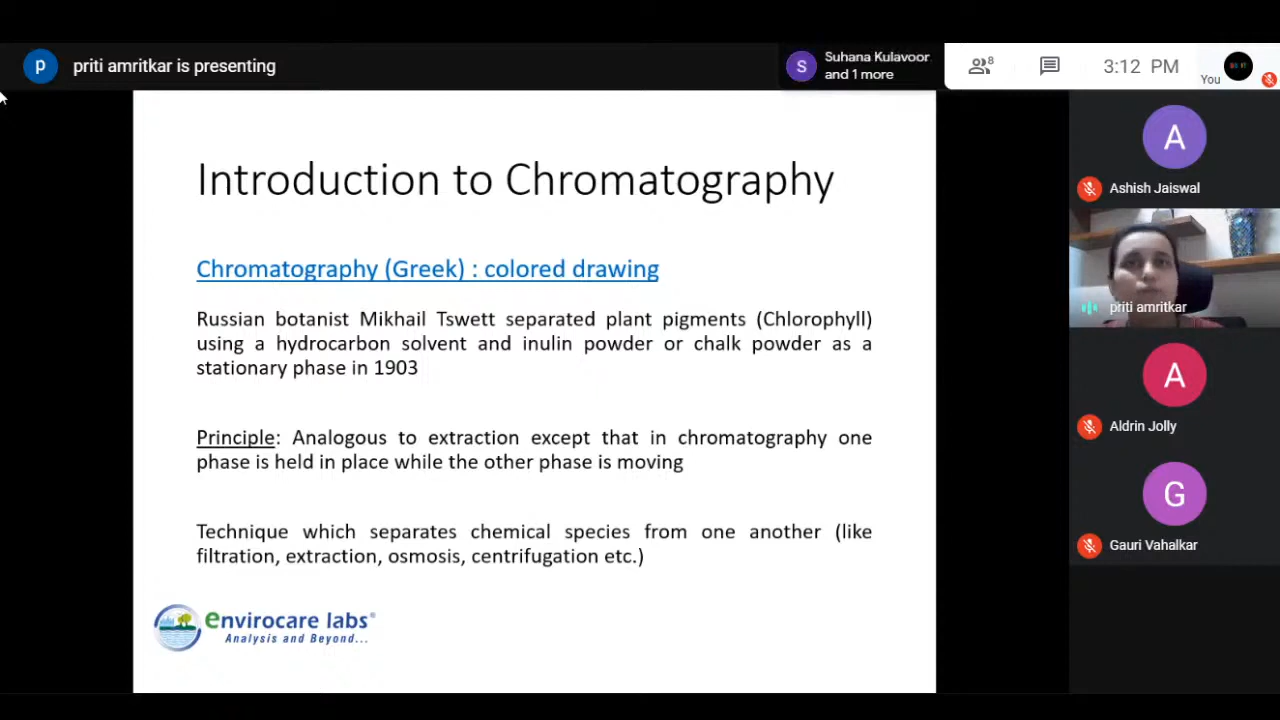 p
priti amritkar is presenting
S
Suhana Kulavoor
and 1 more
8
3:12 PM
You
Introduction to Chromatography
Chromatography (Greek) : colored drawing
Russian botanist Mikhail Tswett separated plant pigments (Chlorophyll)
using a hydrocarbon solvent and inulin powder or chalk powder as a
stationary phase in 1903
Principle: Analogous to extraction except that in chromatography one
phase is held in place while the other phase is moving
Technique which separates chemical species from one another (like
filtration, extraction, osmosis, centrifugation etc.)
envirocare labs®
Analysis and Beyond...
A
Ashish Jaiswal
priti amritkar
A
Aldrin Jolly
G
Gauri Vahalkar